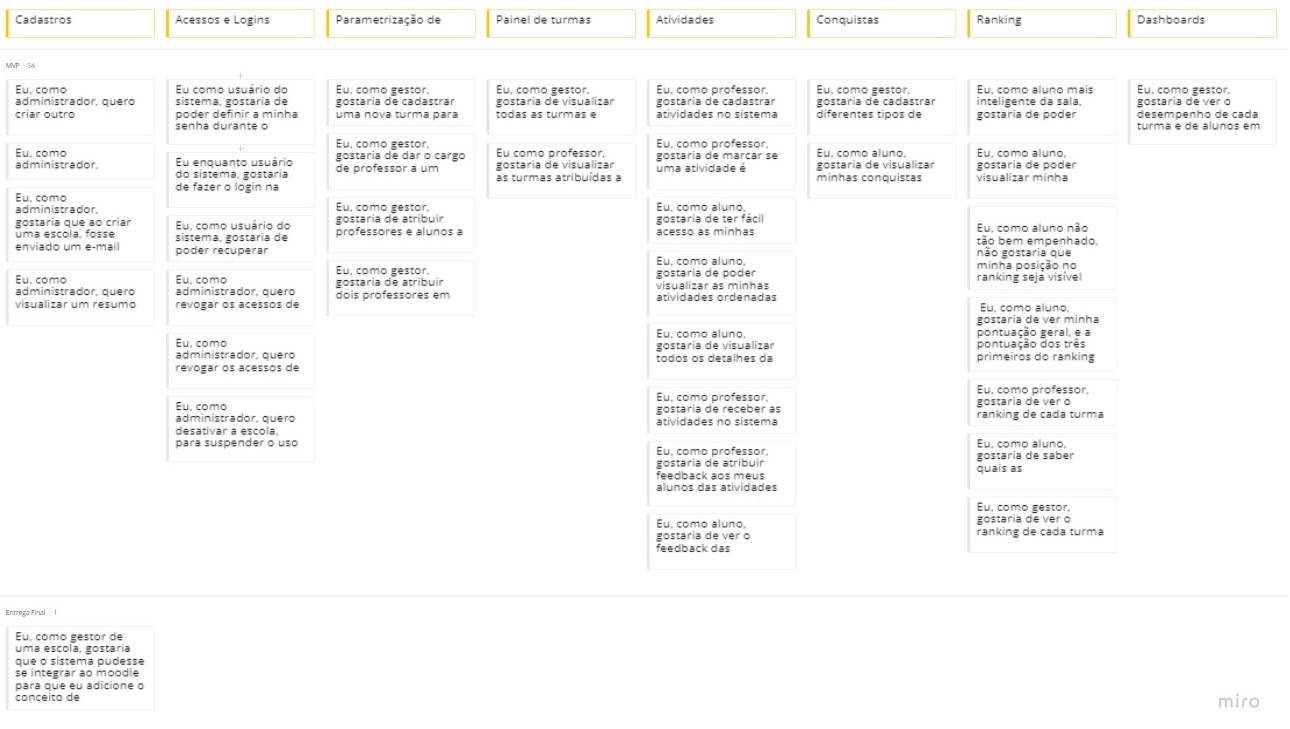 Cadastros
Acessos e Logins
Parametrização de
Painel de turmas
Atividades
Conquistas
Ranking
Dashboards
MVP | 34
Eu, como
administrador, quero
criar outro
Eu, como
administrador,
Eu, como
administrador,
gostaria que ao criar
uma escola, fosse
enviado um e-mail
Eu, como
administrador, quero
visualizar um resumo
Eu como usuário do
sistema, gostaria de
poder definir a minha
senha durante o
Eu enquanto usuário
do sistema, gostaria
de fazer o login na
Eu, como usuário do
sistema, gostaria de
poder recuperar
Eu, como
administrador, quero
revogar os acessos de
Eu, como
administrador, quero
revogar os acessos de
Eu, como
administrador, quero
desativar a escola,
para suspender o uso
Eu, como gestor,
gostaria de cadastrar
uma nova turma para
Eu, como gestor,
gostaria de dar o cargo
de professor a um
Eu, como gestor,
gostaria de atribuir
professores e alunos a
Eu, como gestor,
gostaria de atribuir
dois professores em
Eu, como gestor,
gostaria de visualizar
todas as turmas e
Eu como professor,
gostaria de visualizar
as turmas atribuídas a
Eu, como professor,
gostaria de cadastrar
atividades no sistema
Eu, como professor,
gostaria de marcar se
uma atividade é
Eu, como aluno,
gostaria de ter fácil
acesso as minhas
Eu, como aluno,
gostaria de poder
visualizar as minhas
atividades ordenadas
Eu, como aluno,
gostaria de visualizar
todos os detalhes da
Eu, como professor,
gostaria de receber as
atividades no sistema
Eu, como professor,
gostaria de atribuir
feedback aos meus
alunos das atividades
Eu, como aluno,
gostaria de ver o
feedback das
Eu, como gestor,
gostaria de cadastrar
diferentes tipos de
Eu, como aluno,
gostaria de visualizar
minhas conquistas
Eu, como aluno mais
inteligente da sala,
gostaria de poder
Eu, como aluno,
gostaria de poder
visualizar minha
Eu, como aluno não
tão bem empenhado,
não gostaria que
minha posição no
ranking seja visível
Eu, como aluno,
gostaria de ver minha
pontuação geral, e a
pontuação dos três
primeiros do ranking
Eu, como professor,
gostaria de ver o
ranking de cada turma
Eu, como aluno,
gostaria de saber
quais as
Eu, como gestor,
gostaria de ver o
ranking de cada turma
Eu, como gestor,
gostaria de ver o
desempenho de cada
turma e de alunos em
Entrega Final | 1
Eu, como gestor de
uma escola, gostaria
que o sistema pudesse
se integrar ao moodle
para que eu adicione o
conceito de
miro